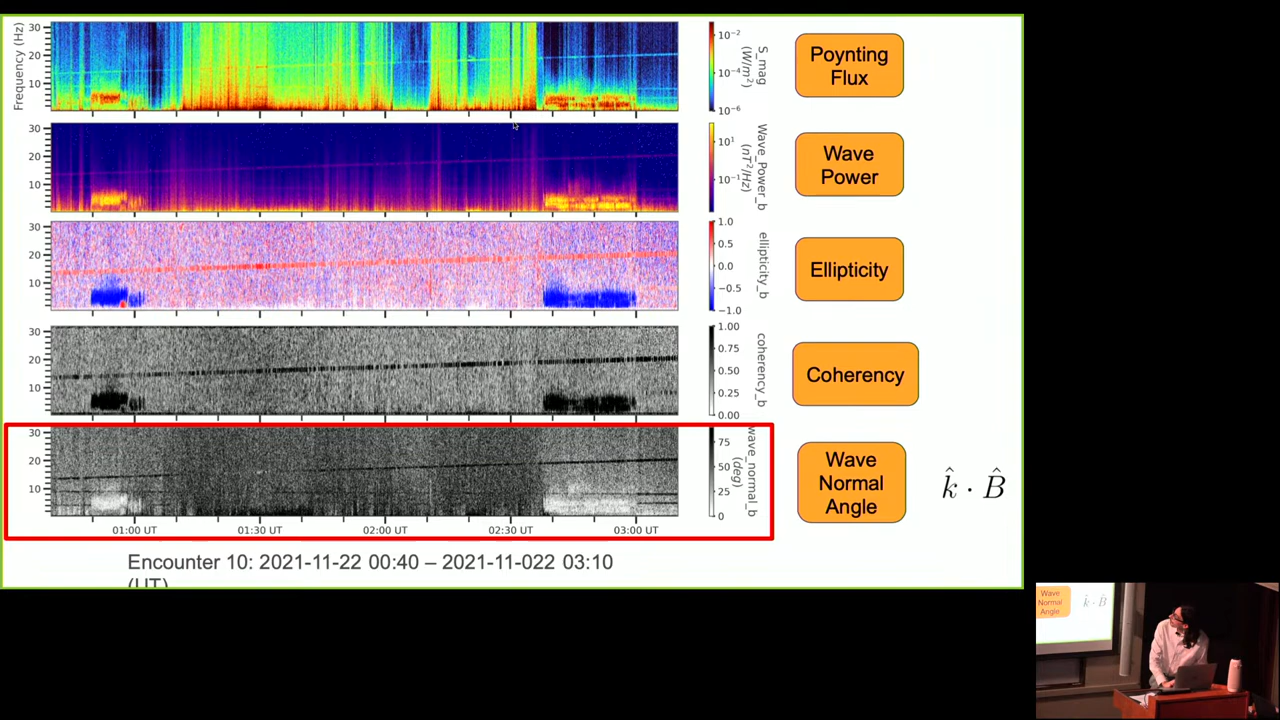 Frequency (Hz)
30
20
10
10⁻²
10⁻⁴
10⁻⁶
S_mag
(W/m²)
Poynting
Flux
30
20
10
10¹
10⁻¹
Wave_Power_b
(nT²/Hz)
Wave
Power
30
20
10
1.0
0.5
0.0
−0.5
−1.0
ellipticity_b
Ellipticity
30
20
10
1.00
0.75
0.50
0.25
0.00
coherency_b
Coherency
30
20
10
75
50
25
0
wave_normal_b
(deg)
Wave
Normal
Angle
k̂ · B̂
01:00 UT 01:30 UT 02:00 UT 02:30 UT 03:00 UT
Encounter 10: 2021-11-22 00:40 – 2021-11-022 03:10
(UT)
Wave
Normal
Angle
k̂ · B̂